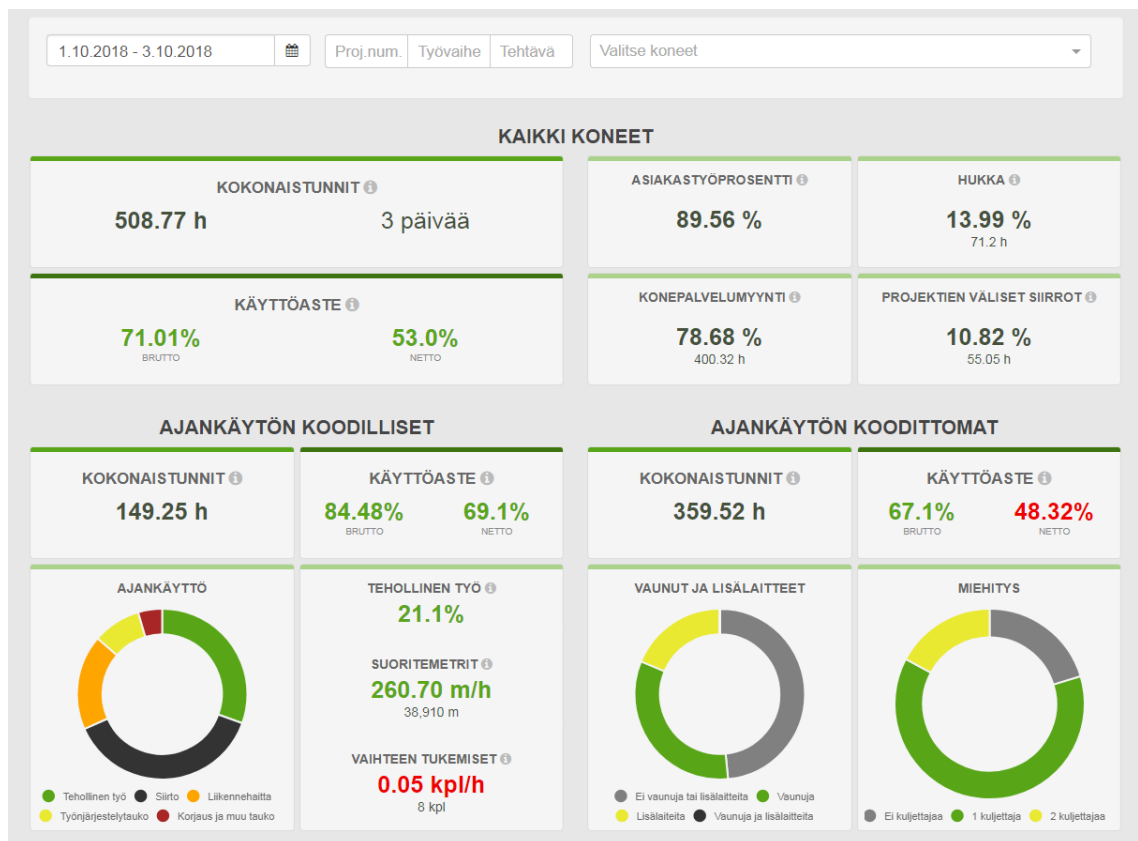 1.10.2018 - 3.10.2018
Proj.num. Työvaihe Tehtävä
Valitse koneet
KAIKKI KONEET
KOKONAISTUNNIT
508.77 h 3 päivää
ASIAKASTYÖPROSENTTI
89.56 %
HUKKA
13.99 %
71.2 h
KÄYTTÖASTE
71.01% 53.0%
BRUTTO NETTO
KONEPALVELUMYYNTI
78.68 %
400.32 h
PROJEKTIEN VÄLISET SIIRROT
10.82 %
55.05 h
AJANKÄYTÖN KOODILLISET
KOKONAISTUNNIT
149.25 h
KÄYTTÖASTE
84.48% 69.1%
BRUTTO NETTO
AJANKÄYTTÖ
Tehollinen työ Siirto Liikennehaitta
Työnjärjestelytauko Korjaus ja muu tauko
TEHOLLINEN TYÖ
21.1%
SUORITEMETRIT
260.70 m/h
38,910 m
VAIHTEEN TUKEMISET
0.05 kpl/h
8 kpl
AJANKÄYTÖN KOODITTOMAT
KOKONAISTUNNIT
359.52 h
KÄYTTÖASTE
67.1% 48.32%
BRUTTO NETTO
VAUNUT JA LISÄLAITTEET
Ei vaunuja tai lisälaitteita Vaunuja
Lisälaiteita Vaunuja ja lisälaitteita
MIEHITYS
Ei kuljettajaa 1 kuljettaja 2 kuljettajaa